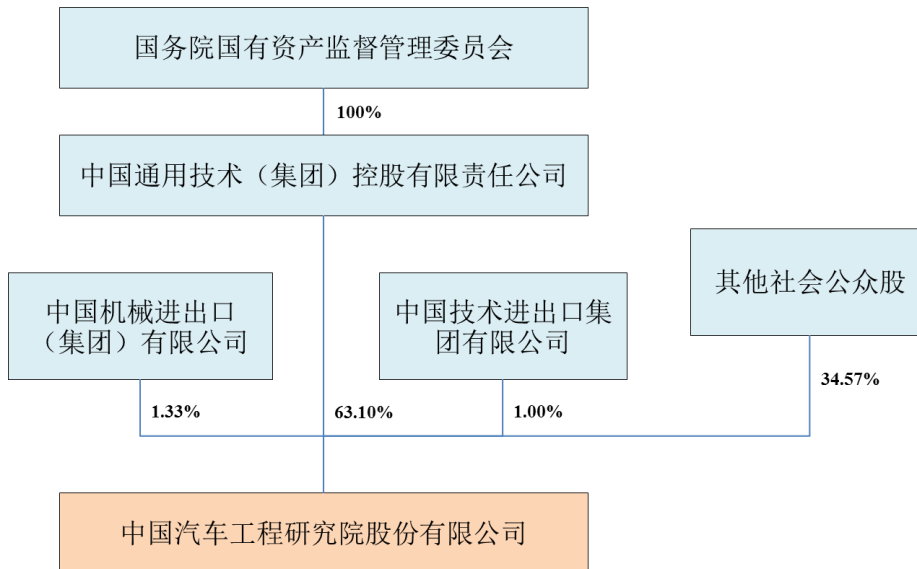 国务院国有资产监督管理委员会
100%
中国通用技术（集团）控股有限责任公司
中国机械进出口
（集团）有限公司
中国技术进出口集
团有限公司
其他社会公众股
1.33%
63.10%
1.00%
34.57%
中国汽车工程研究院股份有限公司